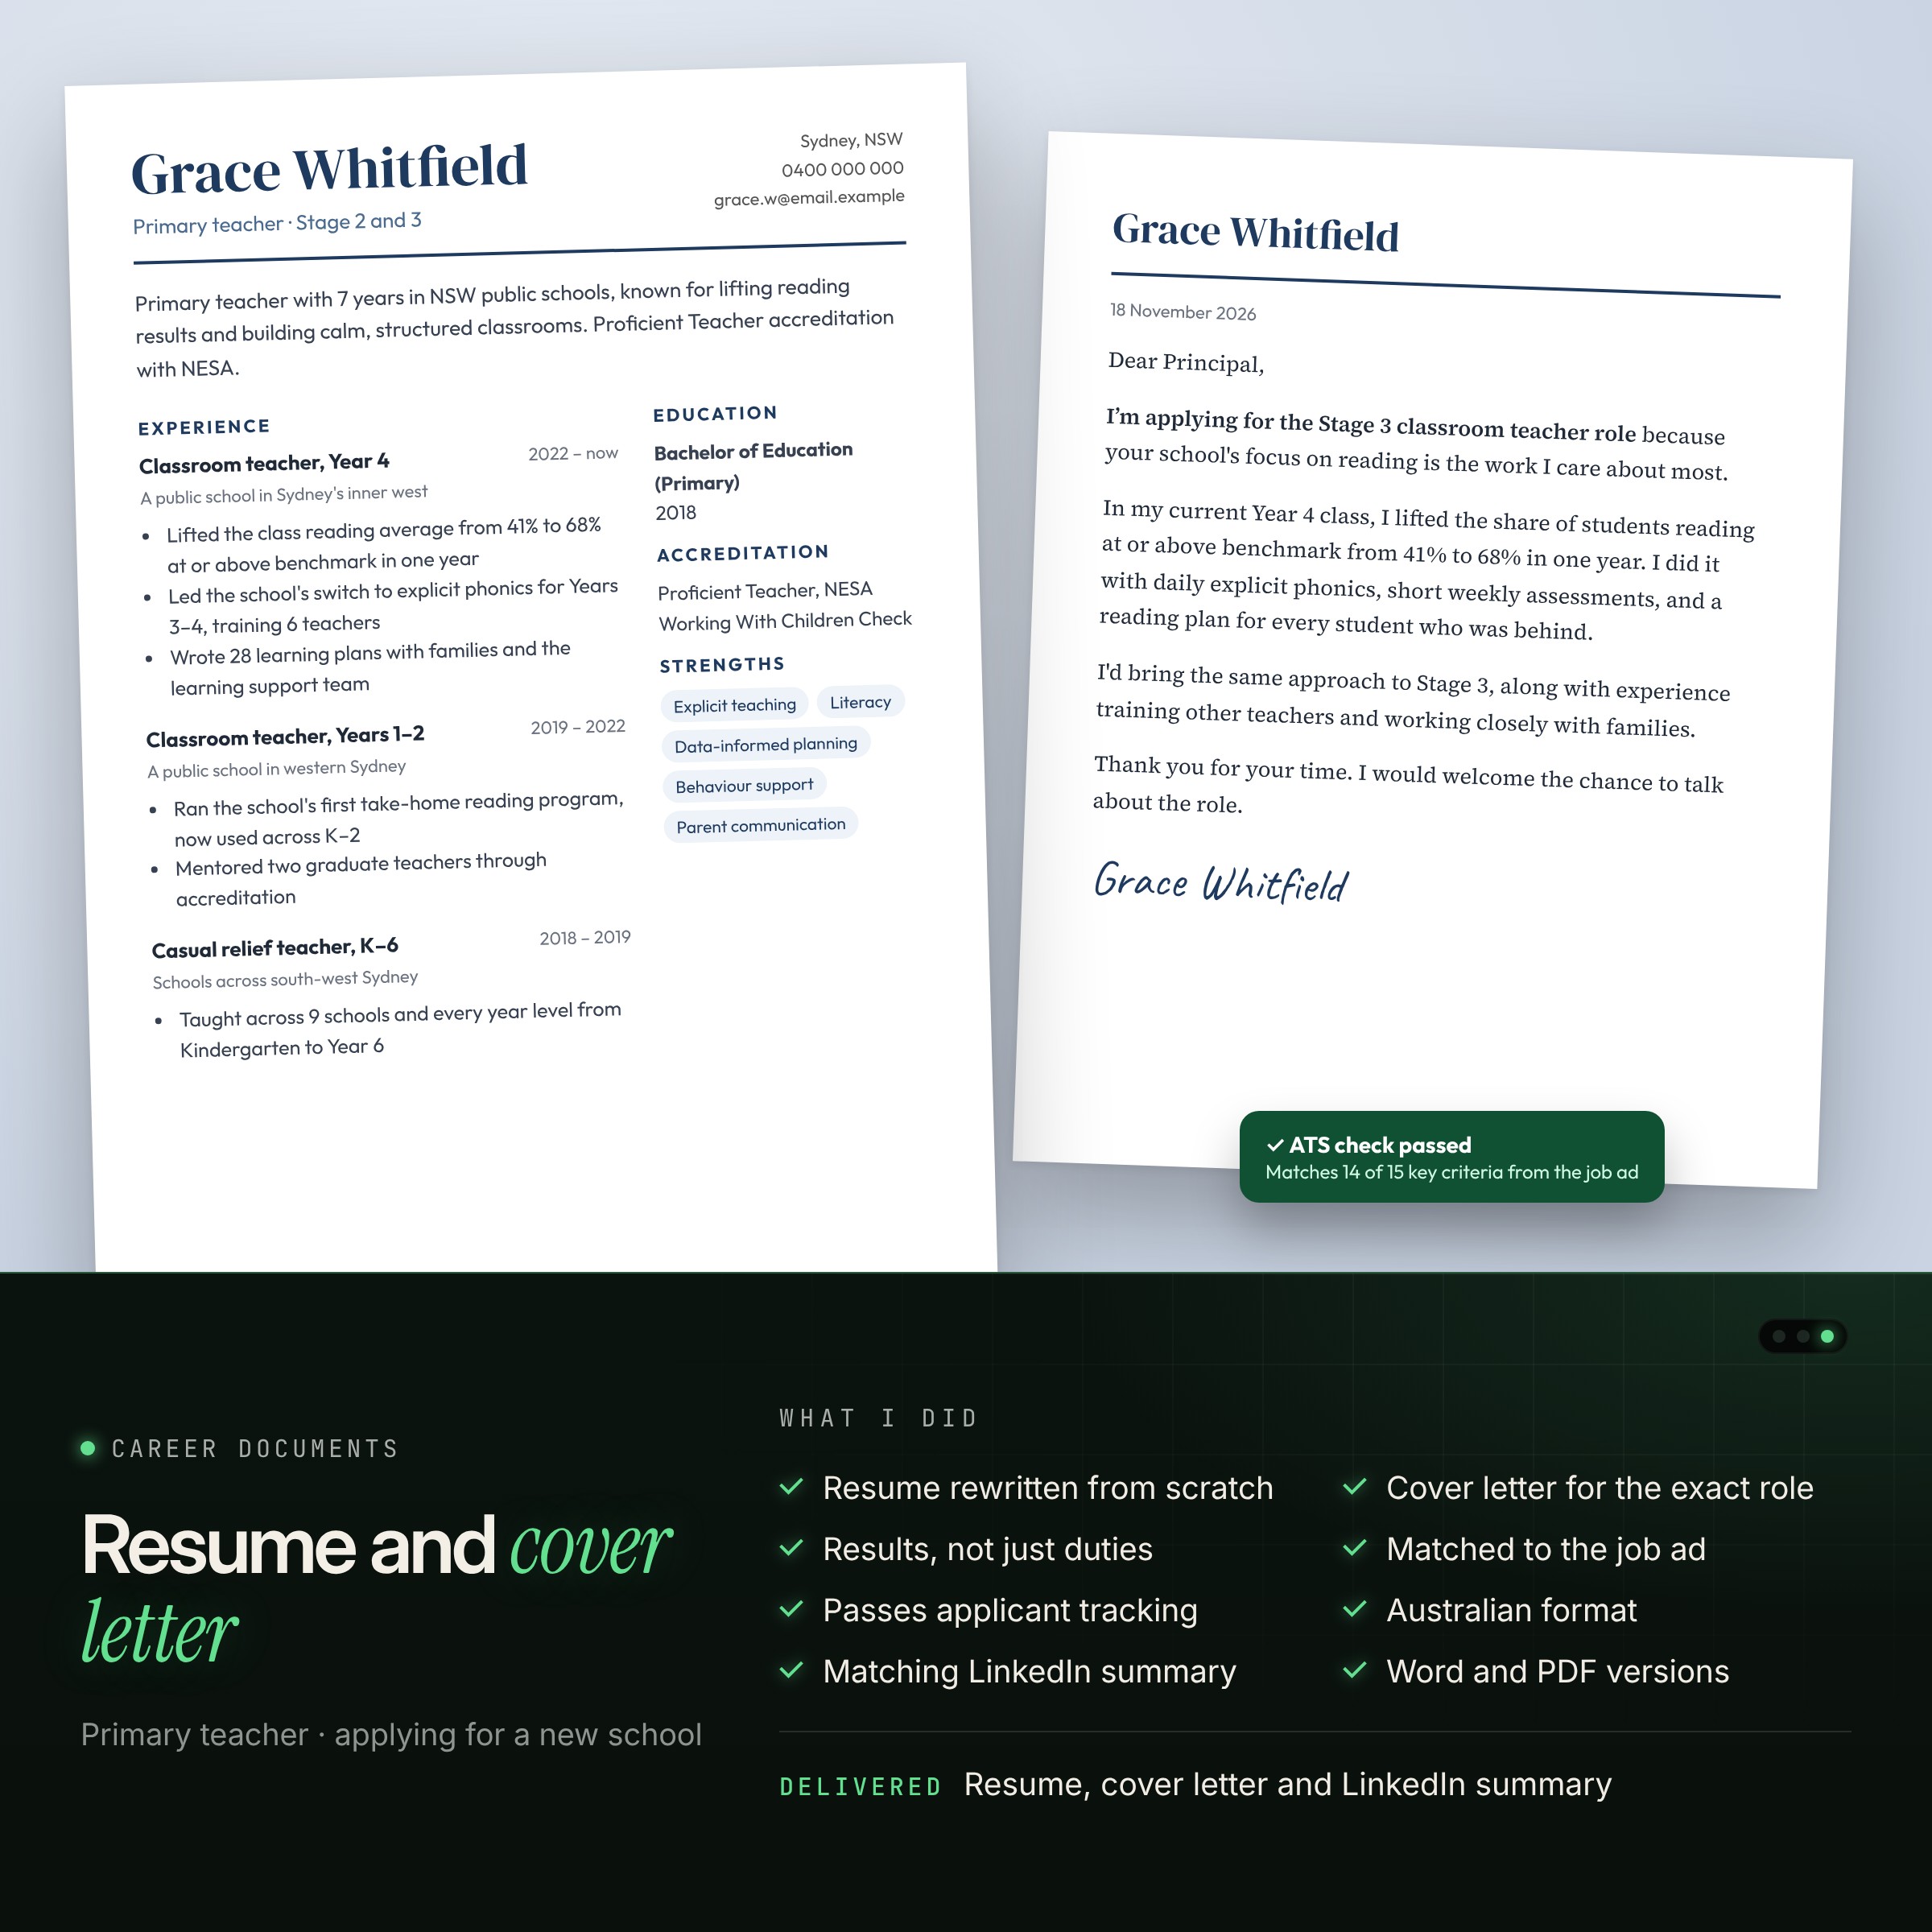 Grace Whitfield
Primary teacher · Stage 2 and 3
Sydney, NSW
0400 000 000
grace.w@email.example
Primary teacher with 7 years in NSW public schools, known for lifting reading
results and building calm, structured classrooms. Proficient Teacher accreditation
with NESA.
EXPERIENCE
Classroom teacher, Year 4
2022 – now
A public school in Sydney's inner west
• Lifted the class reading average from 41% to 68%
at or above benchmark in one year
• Led the school's switch to explicit phonics for Years
3–4, training 6 teachers
• Wrote 28 learning plans with families and the
learning support team
Classroom teacher, Years 1–2
2019 – 2022
A public school in western Sydney
• Ran the school's first take-home reading program,
now used across K–2
• Mentored two graduate teachers through
accreditation
Casual relief teacher, K–6
2018 – 2019
Schools across south-west Sydney
• Taught across 9 schools and every year level from
Kindergarten to Year 6
EDUCATION
Bachelor of Education
(Primary)
2018
ACCREDITATION
Proficient Teacher, NESA
Working With Children Check
STRENGTHS
Explicit teaching
Literacy
Data-informed planning
Behaviour support
Parent communication
Grace Whitfield
18 November 2026
Dear Principal,
I’m applying for the Stage 3 classroom teacher role because
your school's focus on reading is the work I care about most.
In my current Year 4 class, I lifted the share of students reading
at or above benchmark from 41% to 68% in one year. I did it
with daily explicit phonics, short weekly assessments, and a
reading plan for every student who was behind.
I'd bring the same approach to Stage 3, along with experience
training other teachers and working closely with families.
Thank you for your time. I would welcome the chance to talk
about the role.
Grace Whitfield
✓ ATS check passed
Matches 14 of 15 key criteria from the job ad
CAREER DOCUMENTS
Resume and cover
letter
Primary teacher · applying for a new school
WHAT I DID
✓ Resume rewritten from scratch
✓ Cover letter for the exact role
✓ Results, not just duties
✓ Matched to the job ad
✓ Passes applicant tracking
✓ Australian format
✓ Matching LinkedIn summary
✓ Word and PDF versions
DELIVERED Resume, cover letter and LinkedIn summary